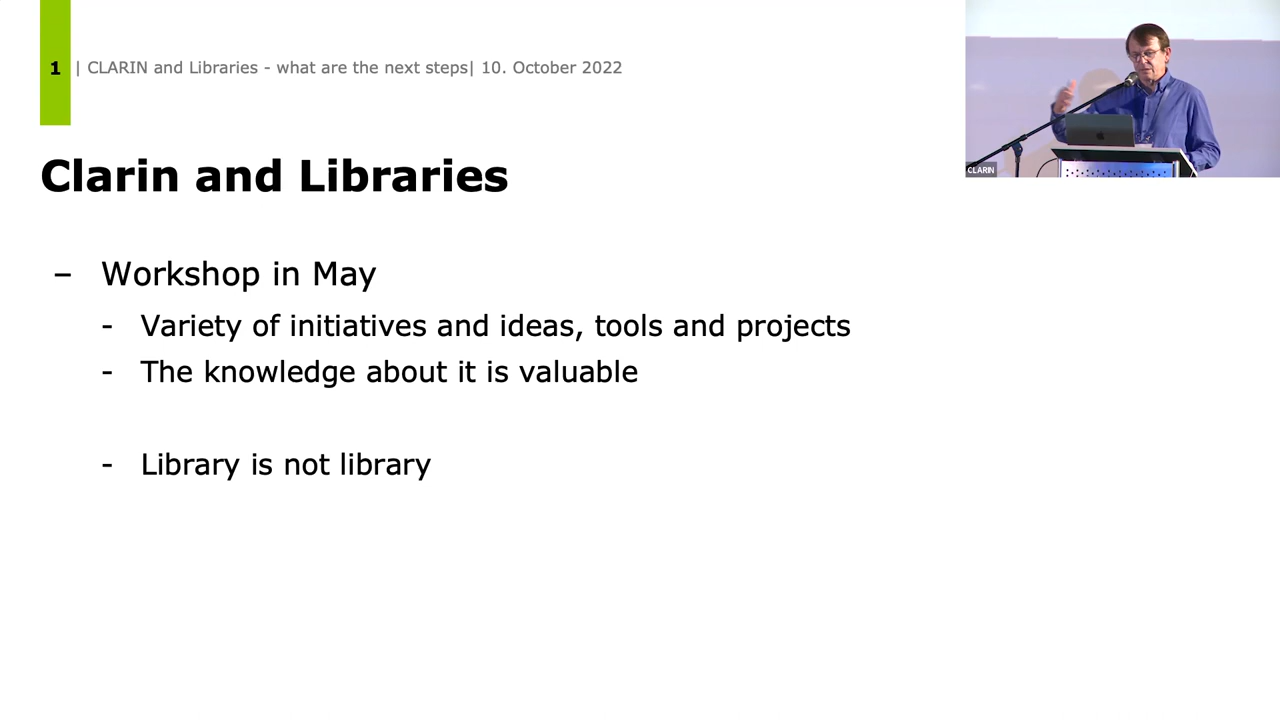 1 | CLARIN and Libraries - what are the next steps| 10. October 2022
CLARIN
Clarin and Libraries
– Workshop in May
- Variety of initiatives and ideas, tools and projects
- The knowledge about it is valuable
- Library is not library